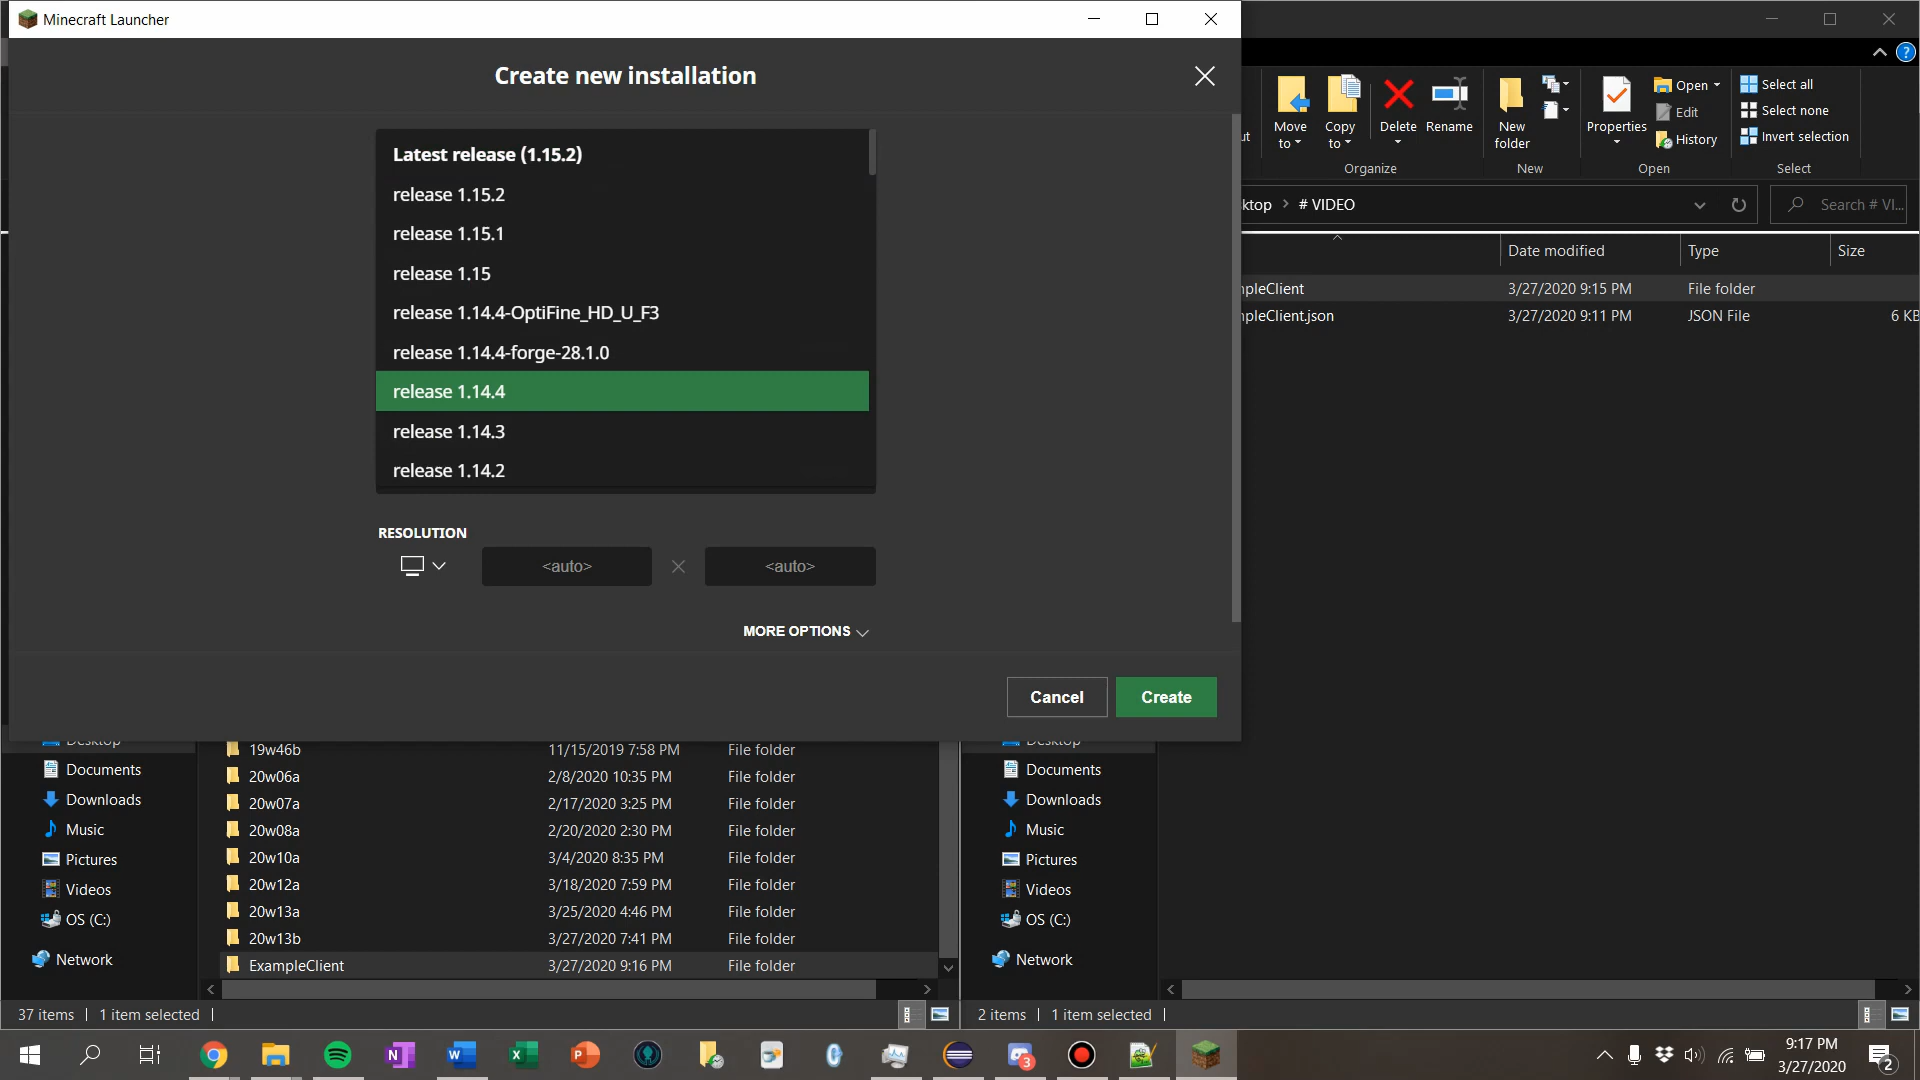 Minecraft Launcher
Create new installation
Latest release (1.15.2)
release 1.15.2
release 1.15.1
release 1.15
release 1.14.4-OptiFine_HD_U_F3
release 1.14.4-forge-28.1.0
release 1.14.4
release 1.14.3
release 1.14.2
RESOLUTION
<auto>
<auto>
MORE OPTIONS
Cancel
Create
Move to
Copy to
Delete
Rename
New folder
Properties
Open
Edit
History
Select all
Select none
Invert selection
Organize
New
Open
Select
ktop > # VIDEO
Search # VI...
Date modified
Type
Size
pleClient 3/27/2020 9:15 PM File folder
pleClient.json 3/27/2020 9:11 PM JSON File 6 KB
Desktop
Documents
Downloads
Music
Pictures
Videos
OS (C:)
Network
19w46b 11/15/2019 7:58 PM File folder
20w06a 2/8/2020 10:35 PM File folder
20w07a 2/17/2020 3:25 PM File folder
20w08a 2/20/2020 2:30 PM File folder
20w10a 3/4/2020 8:35 PM File folder
20w12a 3/18/2020 7:59 PM File folder
20w13a 3/25/2020 4:46 PM File folder
20w13b 3/27/2020 7:41 PM File folder
ExampleClient 3/27/2020 9:16 PM File folder
Desktop
Documents
Downloads
Music
Pictures
Videos
OS (C:)
Network
37 items
1 item selected
2 items
1 item selected
3
9:17 PM
3/27/2020
2